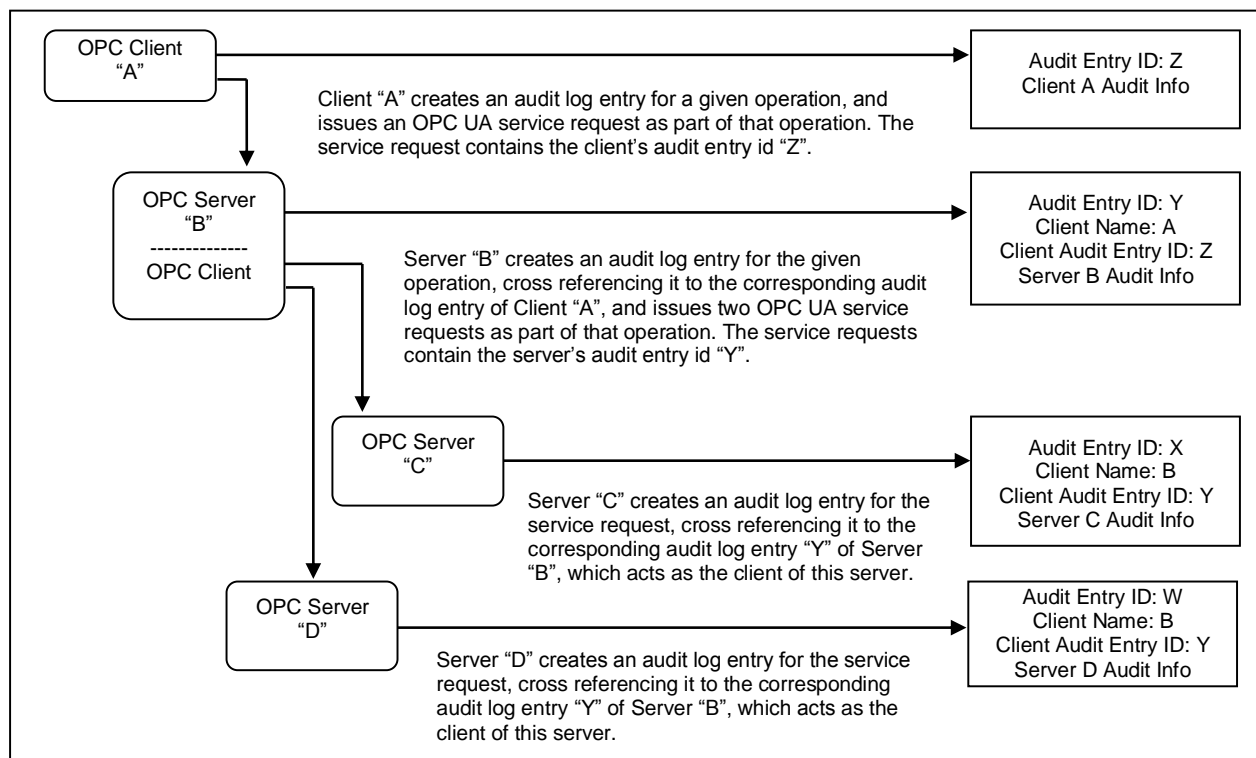 OPC Client
“A”
Audit Entry ID: Z
Client A Audit Info
Client “A” creates an audit log entry for a given operation, and
issues an OPC UA service request as part of that operation. The
service request contains the client’s audit entry id “Z”.
OPC Server
“B”
---------------
OPC Client
Audit Entry ID: Y
Client Name: A
Client Audit Entry ID: Z
Server B Audit Info
Server “B” creates an audit log entry for the given
operation, cross referencing it to the corresponding audit
log entry of Client “A”, and issues two OPC UA service
requests as part of that operation. The service requests
contain the server’s audit entry id “Y”.
OPC Server
“C”
Audit Entry ID: X
Client Name: B
Client Audit Entry ID: Y
Server C Audit Info
Server “C” creates an audit log entry for the
service request, cross referencing it to the
corresponding audit log entry “Y” of Server
“B”, which acts as the client of this server.
OPC Server
“D”
Audit Entry ID: W
Client Name: B
Client Audit Entry ID: Y
Server D Audit Info
Server “D” creates an audit log entry for the service
request, cross referencing it to the corresponding
audit log entry “Y” of Server “B”, which acts as the
client of this server.